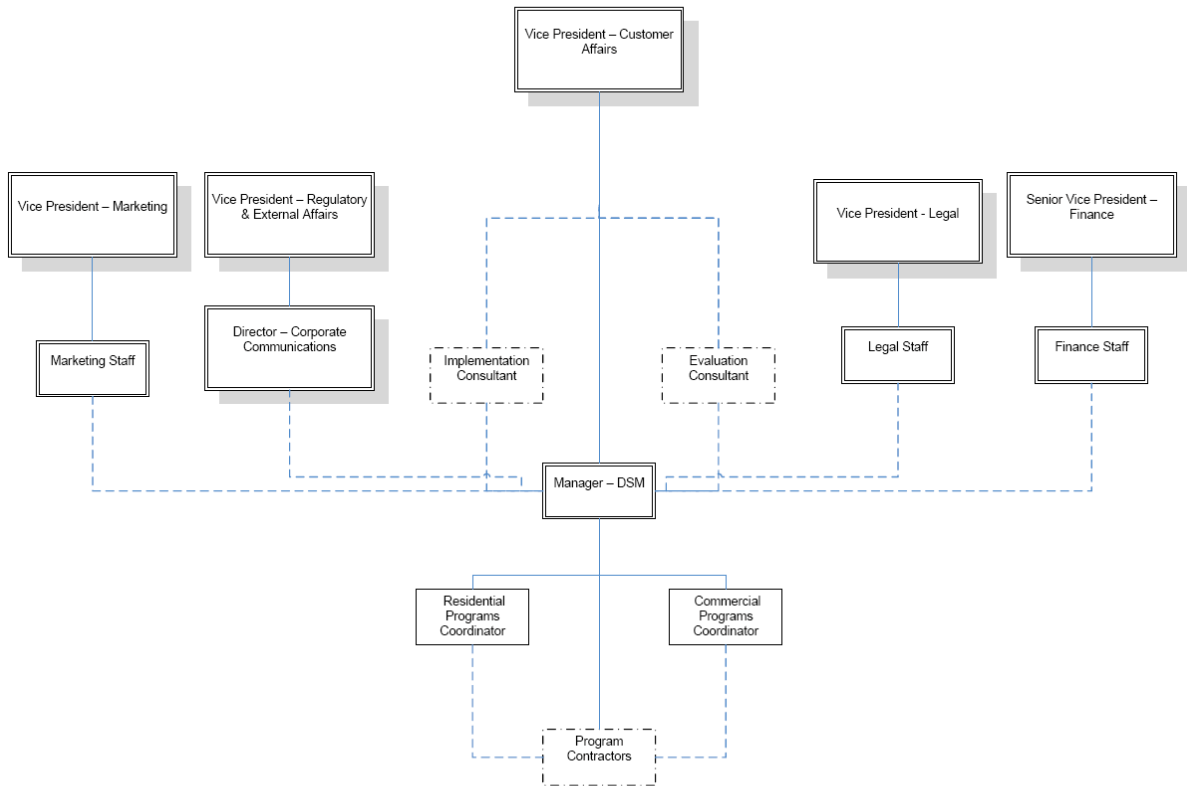 Vice President – Customer
Affairs
Vice President – Marketing
Vice President – Regulatory
& External Affairs
Vice President - Legal
Senior Vice President –
Finance
Marketing Staff
Director – Corporate
Communications
Implementation
Consultant
Evaluation
Consultant
Legal Staff
Finance Staff
Manager – DSM
Residential
Programs
Coordinator
Commercial
Programs
Coordinator
Program
Contractors